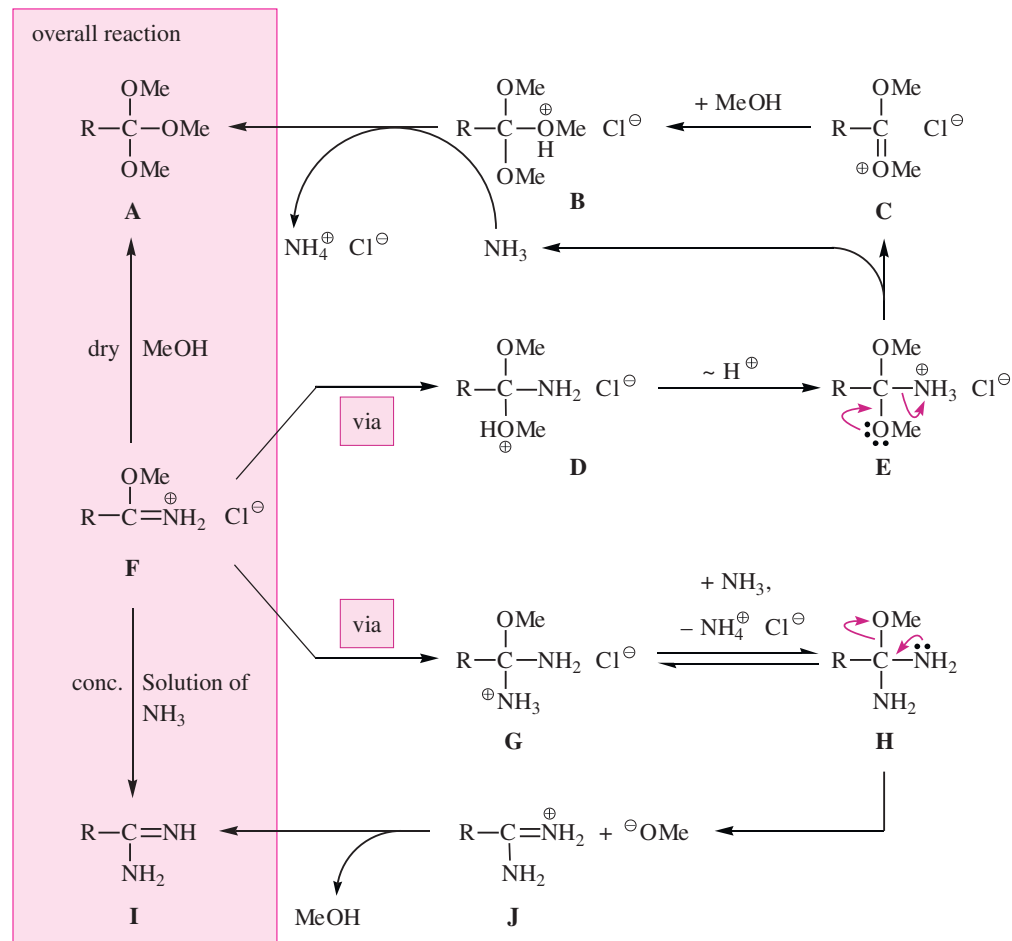 overall reaction
OMe
R—C—OMe
OMe
A
OMe
R—C—OMe Cl⊖
⊕
H
OMe
B
+ MeOH
OMe
R—C Cl⊖
⊕OMe
C
NH4⊕ Cl⊖
NH3
dry MeOH
via
OMe
R—C—NH2 Cl⊖
HOMe
⊕
D
~ H⊕
OMe
⊕
R—C—NH3 Cl⊖
OMe
E
OMe
⊕
R—C=NH2 Cl⊖
F
via
OMe
R—C—NH2 Cl⊖
⊕NH3
G
+ NH3,
– NH4⊕ Cl⊖
OMe
R—C—NH2
NH2
H
conc. Solution of
NH3
R—C=NH
NH2
I
MeOH
⊕
R—C=NH2 + ⊖OMe
NH2
J